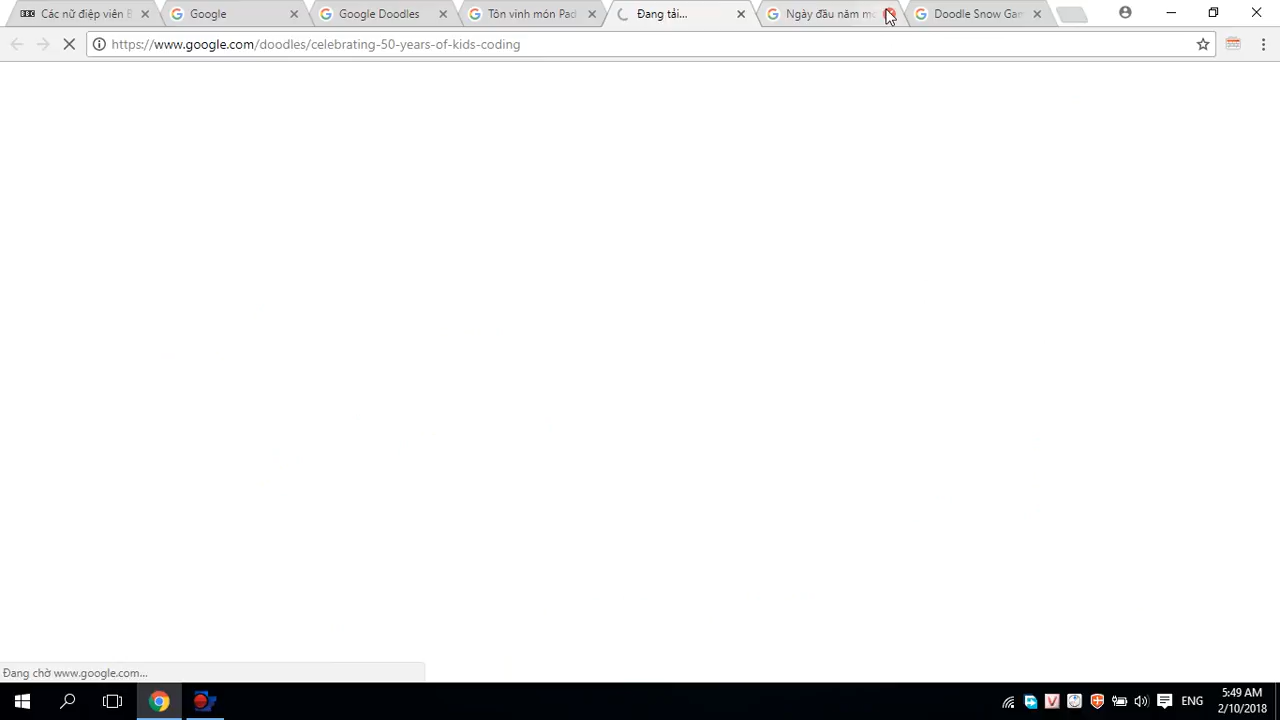 Các nữ điệp viên B
Google
Google Doodles
Tôn vinh món Pad
Đang tải...
Ngày đầu năm mớ
Doodle Snow Gam
https://www.google.com/doodles/celebrating-50-years-of-kids-coding
Đang chờ www.google.com...
ENG
5:49 AM
2/10/2018